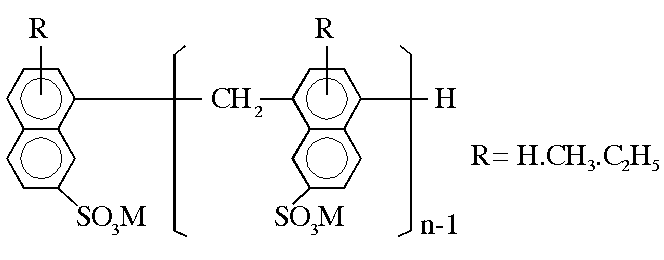 R R
CH2 H
R = H.CH3.C2H5
SO3M SO3M
n-1